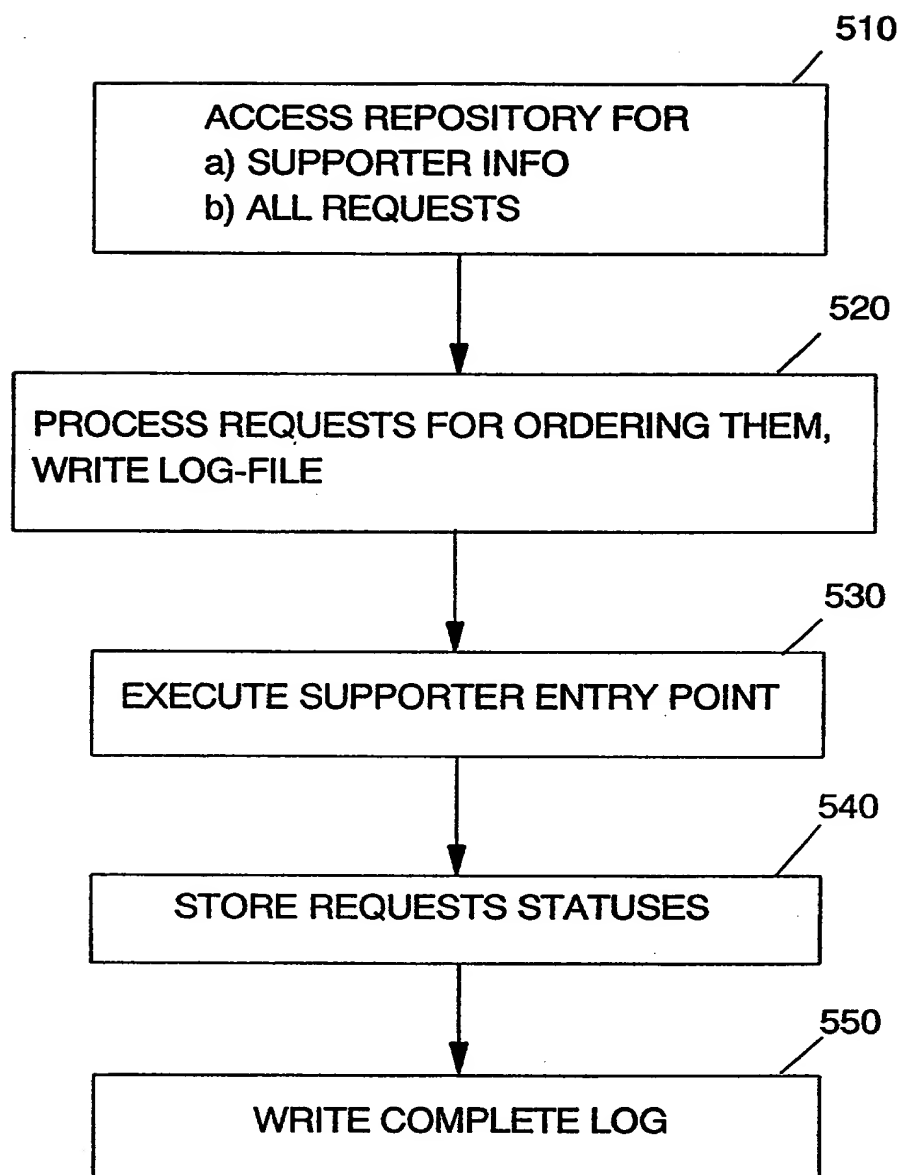 510
ACCESS REPOSITORY FOR
a) SUPPORTER INFO
b) ALL REQUESTS
520
PROCESS REQUESTS FOR ORDERING THEM,
WRITE LOG-FILE
530
EXECUTE SUPPORTER ENTRY POINT
540
STORE REQUESTS STATUSES
550
WRITE COMPLETE LOG